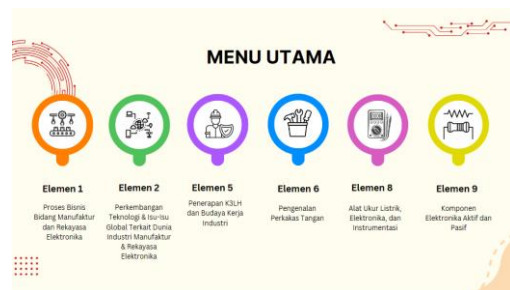 MENU UTAMA
Elemen 1
Proses Bisnis
Bidang Manufaktur
dan Rekayasa
Elektronika
Elemen 2
Perkembangan
Teknologi & Isu-Isu
Global Terkait Dunia
Industri Manufaktur
& Rekayasa
Elektronika
Elemen 5
Penerapan K3LH
dan Budaya Kerja
Industri
Elemen 6
Pengenalan
Perkakas Tangan
Elemen 8
Alat Ukur Listrik,
Elektronika, dan
Instrumentasi
Elemen 9
Komponen
Elektronika Aktif dan
Pasif